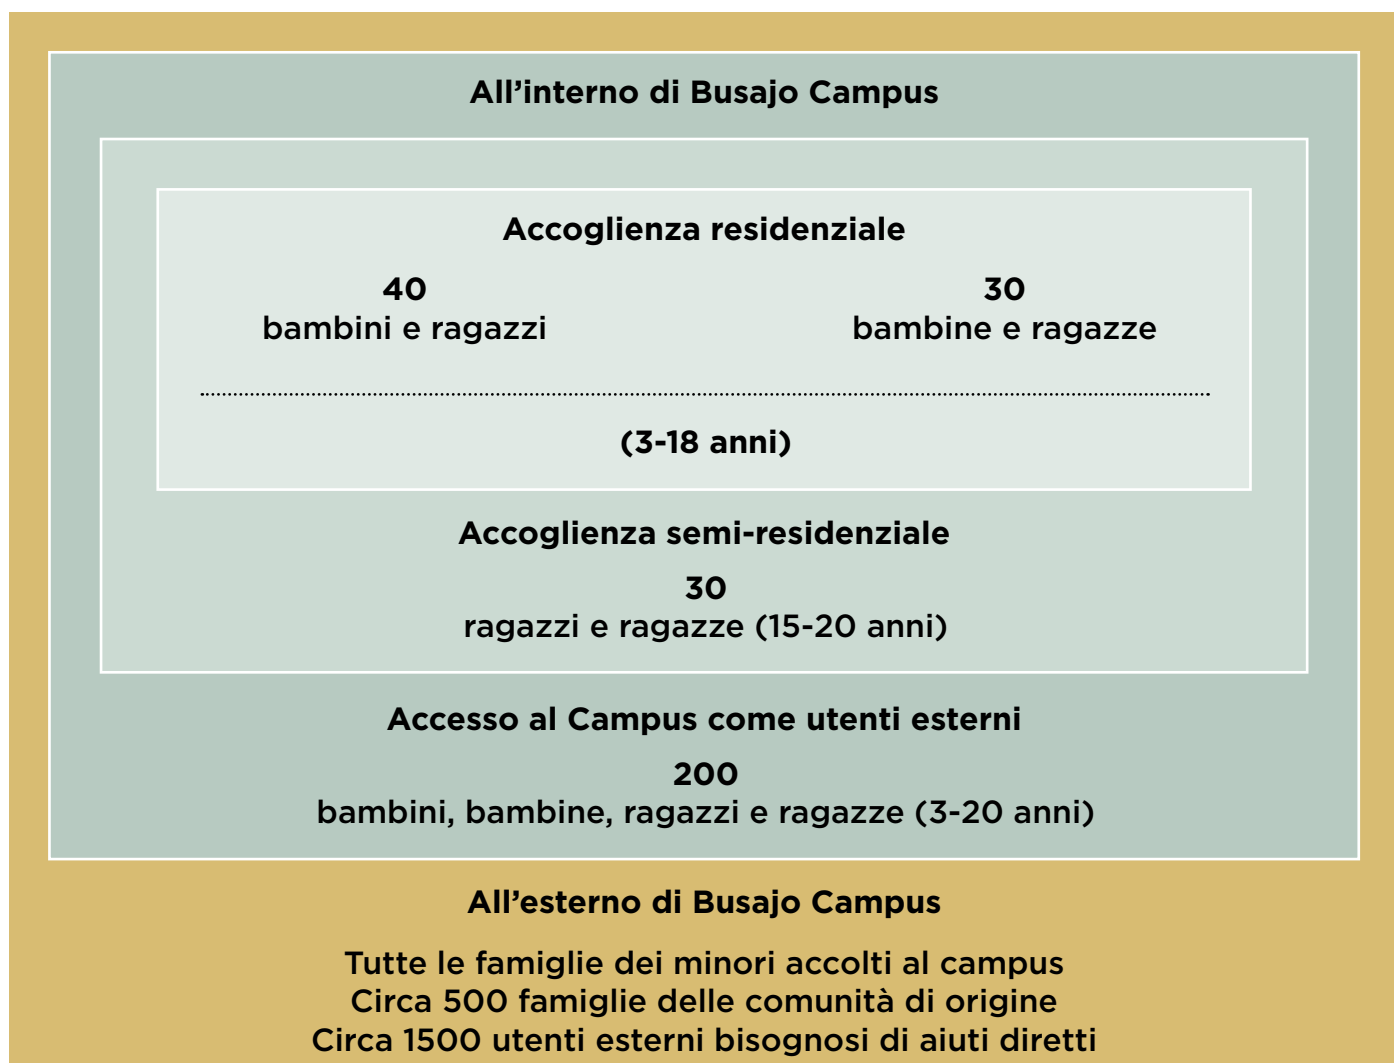 All’interno di Busajo Campus
Accoglienza residenziale
40
bambini e ragazzi
30
bambine e ragazze
(3-18 anni)
Accoglienza semi-residenziale
30
ragazzi e ragazze (15-20 anni)
Accesso al Campus come utenti esterni
200
bambini, bambine, ragazzi e ragazze (3-20 anni)
All’esterno di Busajo Campus
Tutte le famiglie dei minori accolti al campus
Circa 500 famiglie delle comunità di origine
Circa 1500 utenti esterni bisognosi di aiuti diretti